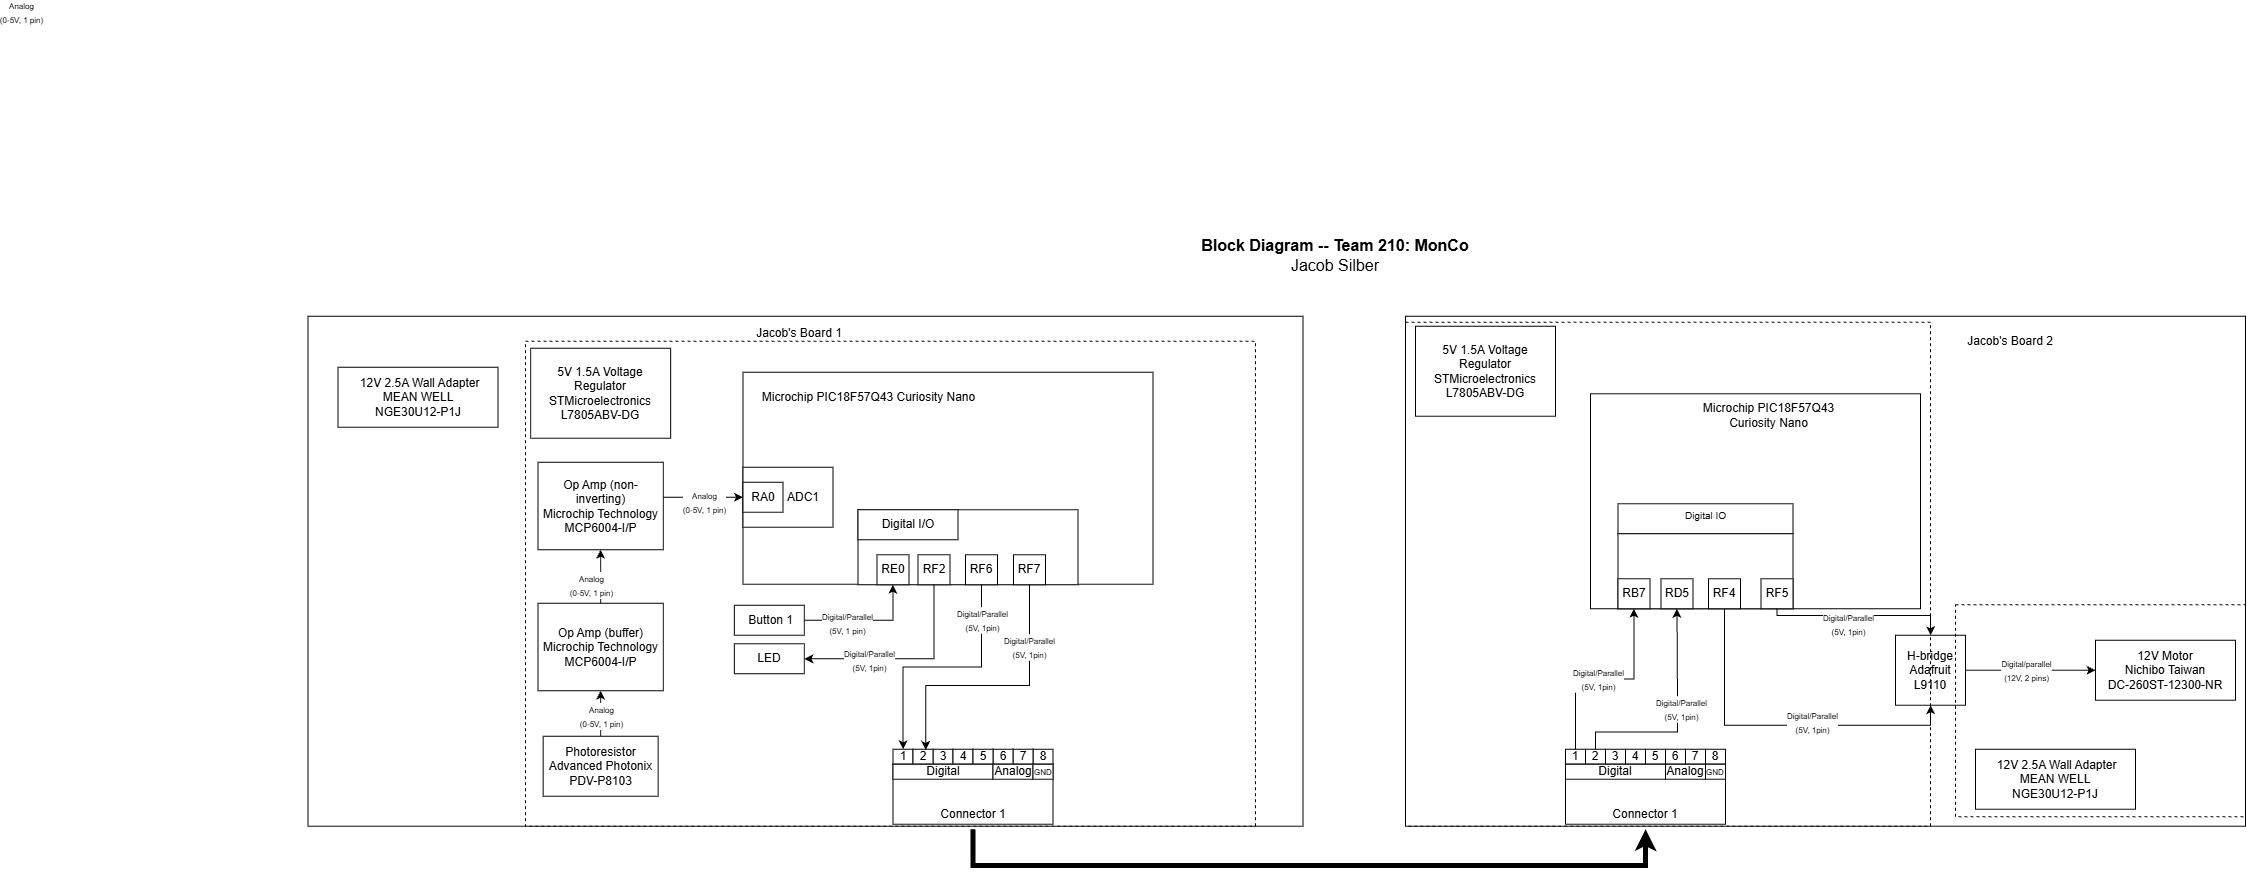 Analog
(0-5V, 1 pin)
Block Diagram -- Team 210: MonCo
Jacob Silber
Jacob's Board 1
12V 2.5A Wall Adapter
MEAN WELL
NGE30U12-P1J
5V 1.5A Voltage
Regulator
STMicroelectronics
L7805ABV-DG
Microchip PIC18F57Q43 Curiosity Nano
Op Amp (non-
inverting)
Microchip Technology
MCP6004-I/P
Analog
(0-5V, 1 pin)
RA0
ADC1
Digital I/O
RE0
RF2
RF6
RF7
Analog
(0-5V, 1 pin)
Op Amp (buffer)
Microchip Technology
MCP6004-I/P
Button 1
Digital/Parallel
(5V, 1 pin)
LED
Digital/Parallel
(5V, 1pin)
Digital/Parallel
(5V, 1pin)
Digital/Parallel
(5V, 1pin)
Analog
(0-5V, 1 pin)
Photoresistor
Advanced Photonix
PDV-P8103
1 2 3 4 5 6 7 8
Digital Analog GND
Connector 1
Jacob's Board 2
5V 1.5A Voltage
Regulator
STMicroelectronics
L7805ABV-DG
Microchip PIC18F57Q43
Curiosity Nano
Digital IO
RB7
RD5
RF4
RF5
Digital/Parallel
(5V, 1pin)
Digital/Parallel
(5V, 1pin)
Digital/Parallel
(5V, 1pin)
Digital/Parallel
(5V, 1pin)
H-bridge
Adafruit
L9110
Digital/parallel
(12V, 2 pins)
12V Motor
Nichibo Taiwan
DC-260ST-12300-NR
12V 2.5A Wall Adapter
MEAN WELL
NGE30U12-P1J
1 2 3 4 5 6 7 8
Digital Analog GND
Connector 1